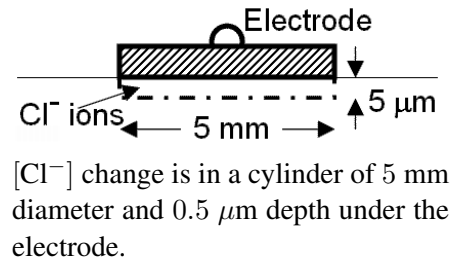 Electrode
Cl⁻ ions
5 mm
5 μm
[Cl⁻] change is in a cylinder of 5 mm
diameter and 0.5 μm depth under the
electrode.